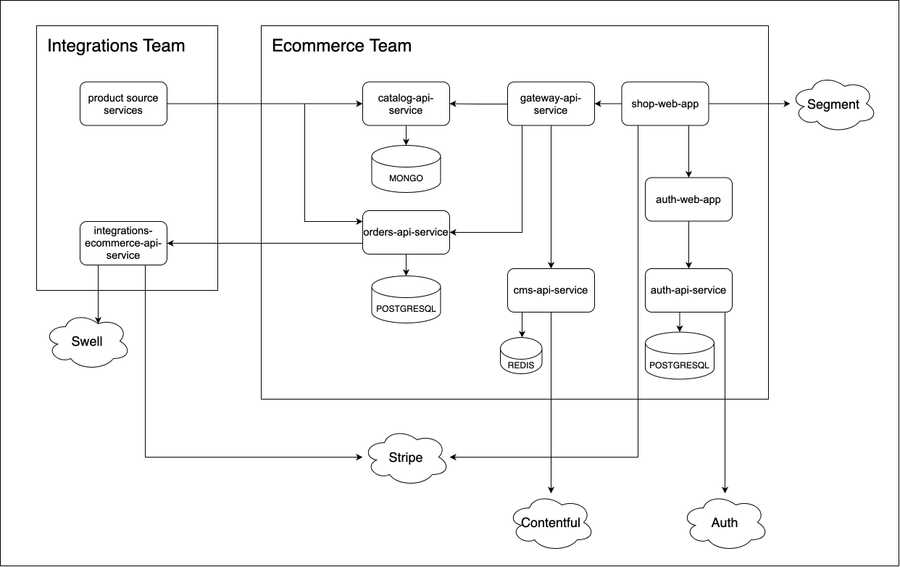 Integrations Team
Ecommerce Team
product source
services
catalog-api-
service
gateway-api-
service
shop-web-app
Segment
MONGO
auth-web-app
integrations-
ecommerce-api-
service
orders-api-service
cms-api-service
auth-api-service
POSTGRESQL
Swell
REDIS
POSTGRESQL
Stripe
Contentful
Auth